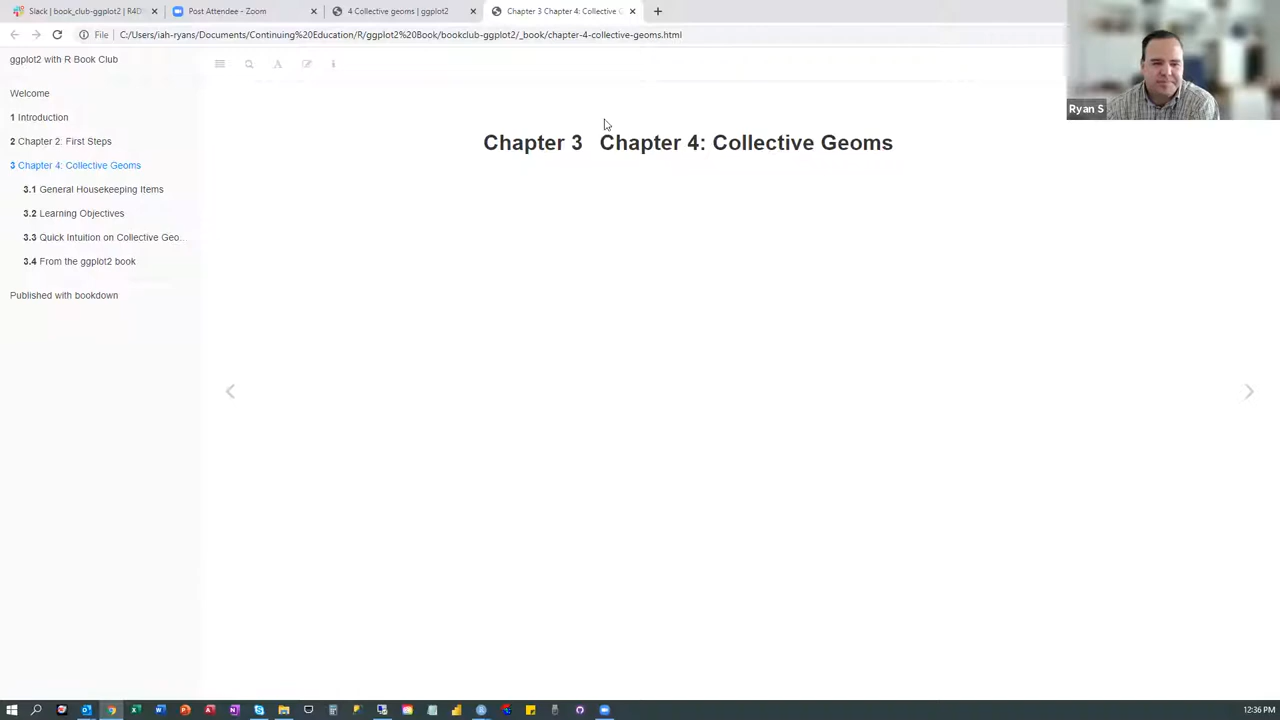 Slack | book_club-ggplot2 | R4D
Post Attendee - Zoom
4 Collective geoms | ggplot2
Chapter 3 Chapter 4: Collective G
File
C:/Users/iah-ryans/Documents/Continuing%20Education/R/ggplot2%20Book/bookclub-ggplot2/_book/chapter-4-collective-geoms.html
ggplot2 with R Book Club
Welcome
1 Introduction
2 Chapter 2: First Steps
3 Chapter 4: Collective Geoms
3.1 General Housekeeping Items
3.2 Learning Objectives
3.3 Quick Intuition on Collective Geo...
3.4 From the ggplot2 book
Published with bookdown
Chapter 3 Chapter 4: Collective Geoms
Ryan S
12:36 PM